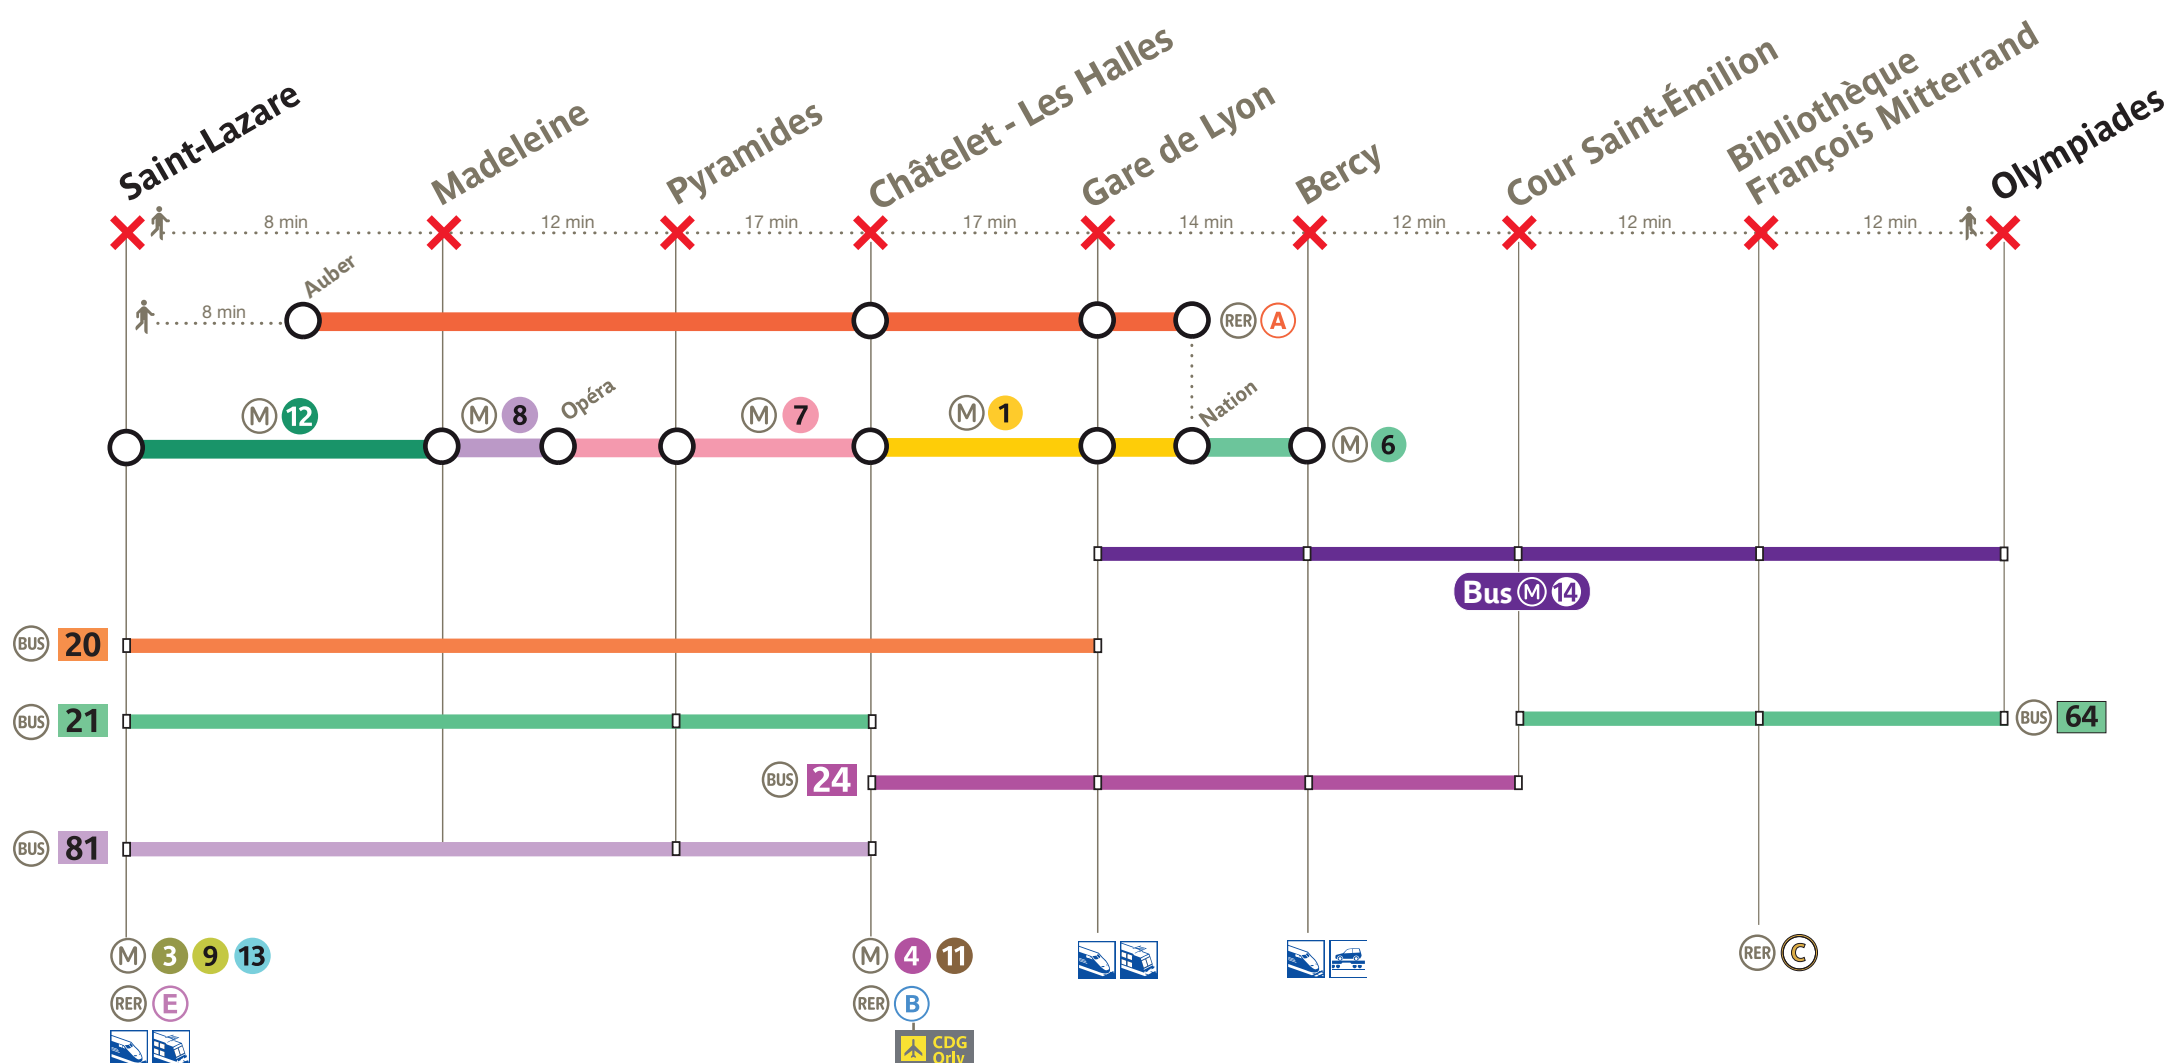 Saint-Lazare
Madeleine
Pyramides
Châtelet - Les Halles
Gare de Lyon
Bercy
Cour Saint-Émilion
Bibliothèque
François Mitterrand
Olympiades
8 min
12 min
17 min
17 min
14 min
12 min
12 min
12 min
Auber
8 min
RER A
M 12
M 8
Opéra
M 7
M 1
Nation
M 6
Bus M 14
BUS 20
BUS 21
BUS 64
BUS 24
BUS 81
M 3 9 13
RER E
M 4 11
RER B
CDG
Orly
RER C